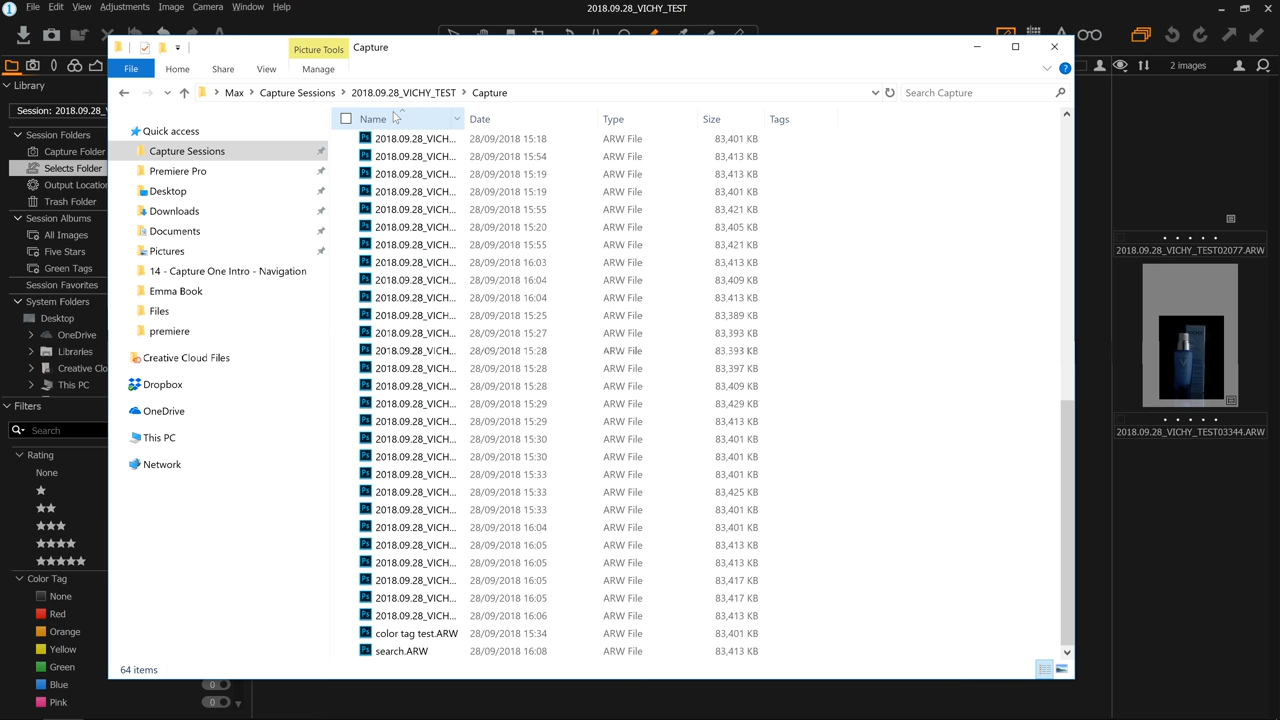 File Edit View Adjustments Image Camera Window Help
2018.09.28_VICHY_TEST
Picture Tools Capture
File Home Share View Manage
Max > Capture Sessions > 2018.09.28_VICHY_TEST > Capture
Search Capture
2 images
Library
Session: 2018.09.28_
Session Folders
Capture Folder
Selects Folder
Output Location
Trash Folder
Session Albums
All Images
Five Stars
Green Tags
Session Favorites
System Folders
Desktop
OneDrive
Libraries
Creative Clo
This PC
Filters
Search
Rating
None
Color Tag
None
Red
Orange
Yellow
Green
Blue 0
Pink 0
Quick access
Capture Sessions
Premiere Pro
Desktop
Downloads
Documents
Pictures
14 - Capture One Intro - Navigation
Emma Book
Files
premiere
Creative Cloud Files
Dropbox
OneDrive
This PC
Network
Name Date Type Size Tags
2018.09.28_VICH... 28/09/2018 15:18 ARW File 83,401 KB
2018.09.28_VICH... 28/09/2018 15:54 ARW File 83,413 KB
2018.09.28_VICH... 28/09/2018 15:19 ARW File 83,413 KB
2018.09.28_VICH... 28/09/2018 15:19 ARW File 83,401 KB
2018.09.28_VICH... 28/09/2018 15:55 ARW File 83,421 KB
2018.09.28_VICH... 28/09/2018 15:20 ARW File 83,405 KB
2018.09.28_VICH... 28/09/2018 15:55 ARW File 83,421 KB
2018.09.28_VICH... 28/09/2018 16:03 ARW File 83,413 KB
2018.09.28_VICH... 28/09/2018 16:04 ARW File 83,409 KB
2018.09.28_VICH... 28/09/2018 16:04 ARW File 83,413 KB
2018.09.28_VICH... 28/09/2018 15:25 ARW File 83,389 KB
2018.09.28_VICH... 28/09/2018 15:27 ARW File 83,393 KB
2018.09.28_VICH... 28/09/2018 15:28 ARW File 83,393 KB
2018.09.28_VICH... 28/09/2018 15:28 ARW File 83,397 KB
2018.09.28_VICH... 28/09/2018 15:28 ARW File 83,409 KB
2018.09.28_VICH... 28/09/2018 15:29 ARW File 83,429 KB
2018.09.28_VICH... 28/09/2018 15:29 ARW File 83,413 KB
2018.09.28_VICH... 28/09/2018 15:30 ARW File 83,401 KB
2018.09.28_VICH... 28/09/2018 15:30 ARW File 83,401 KB
2018.09.28_VICH... 28/09/2018 15:33 ARW File 83,401 KB
2018.09.28_VICH... 28/09/2018 15:33 ARW File 83,425 KB
2018.09.28_VICH... 28/09/2018 15:33 ARW File 83,401 KB
2018.09.28_VICH... 28/09/2018 16:04 ARW File 83,401 KB
2018.09.28_VICH... 28/09/2018 16:05 ARW File 83,413 KB
2018.09.28_VICH... 28/09/2018 16:05 ARW File 83,413 KB
2018.09.28_VICH... 28/09/2018 16:05 ARW File 83,417 KB
2018.09.28_VICH... 28/09/2018 16:05 ARW File 83,417 KB
2018.09.28_VICH... 28/09/2018 16:06 ARW File 83,413 KB
color tag test.ARW 28/09/2018 15:34 ARW File 83,401 KB
search.ARW 28/09/2018 16:08 ARW File 83,413 KB
64 items
2018.09.28_VICHY_TEST02077.ARW
2018.09.28_VICHY_TEST03344.ARW